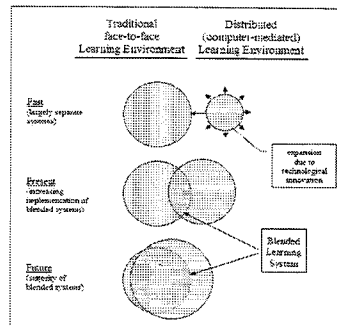 Traditional
face-to-face
Learning Environment
Distributed
(computer-mediated)
Learning Environment
Past
(largely separate
systems)
expansion
due to
technological
innovation
Present
(increasing
implementation of
blended systems)
Blended
Learning
System
Future
(majority of
blended systems)